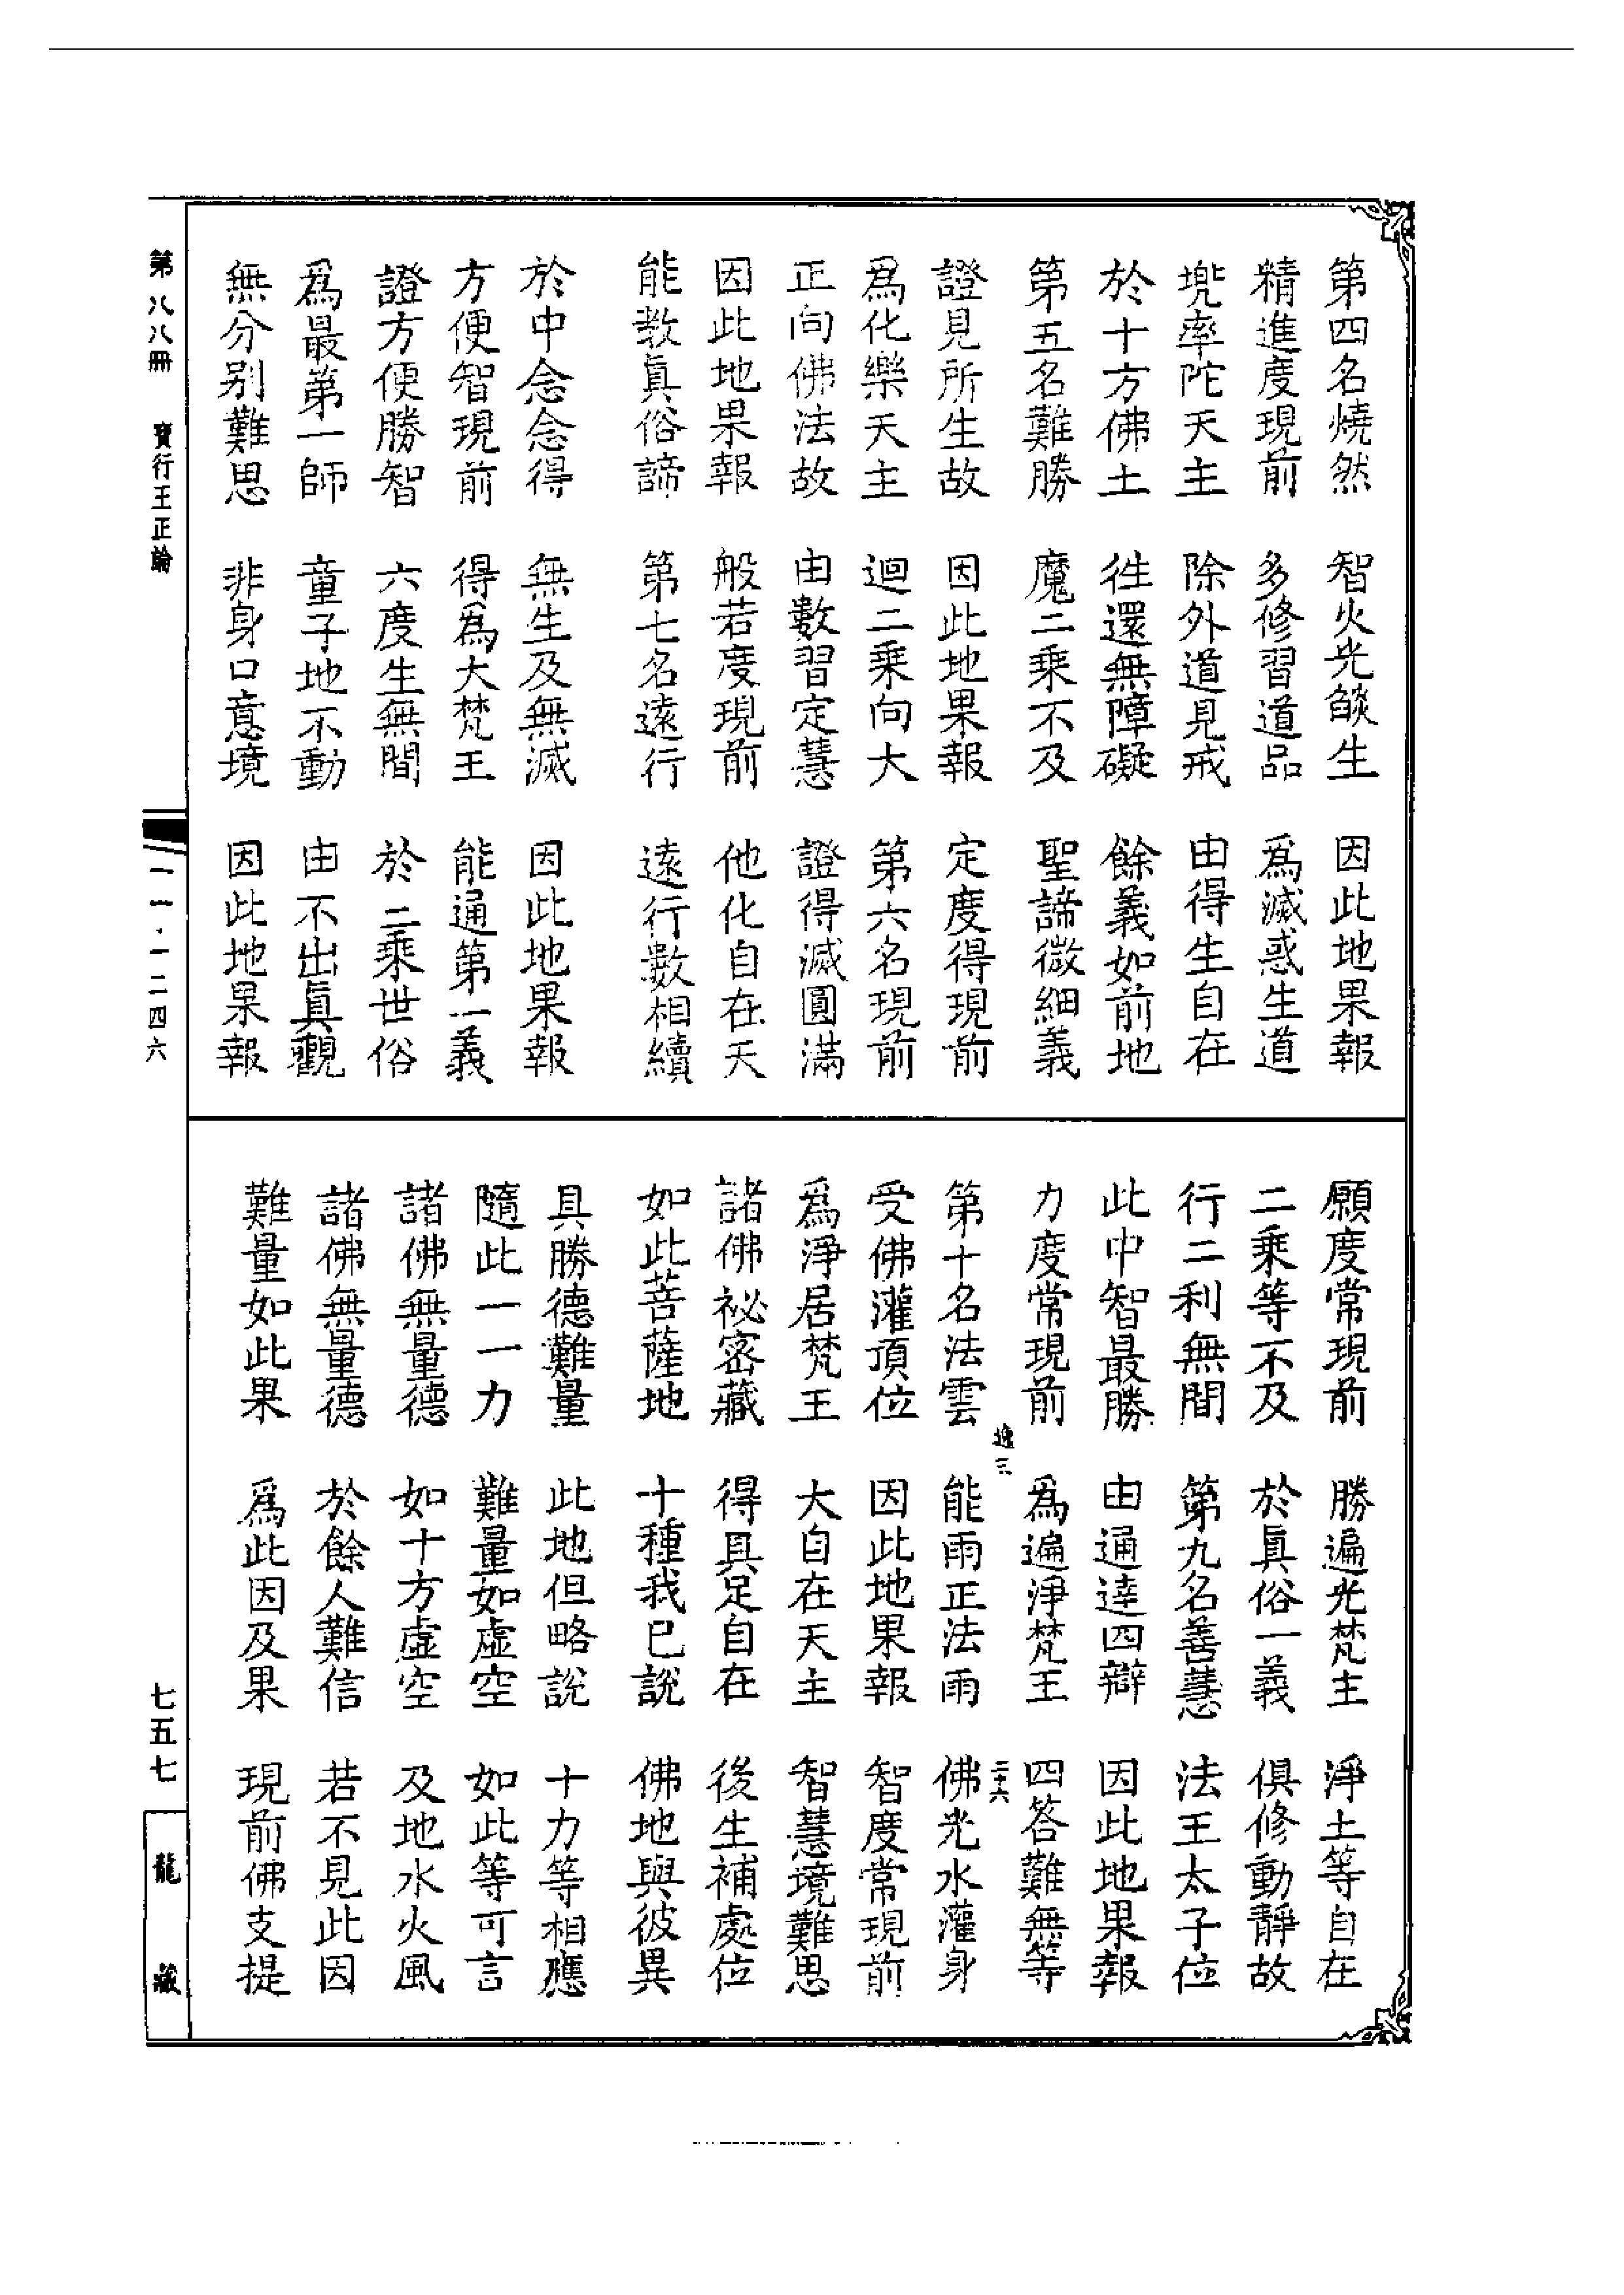 第四名燒然　智火光燄生　因此地果報
精進度現前　多修習道品　爲滅惑生道
兠率陀天主　除外道見戒　由得生自在
於十方佛土　徃還無障礙　餘義如前地
第五名難勝　魔二乘不及　聖諦微細義
證見所生故　因此地果報　定度得現前
爲化樂天主　迴二乘向大　第六名現前
正向佛法故　由數習定慧　證得滅圓滿
因此地果報　般若度現前　他化自在天
能教眞俗諦　第七名遠行　遠行數相續
於中念念得　無生及無滅　因此地果報
方便智現前　得爲大梵王　能通第一義
證方便勝智　六度生無間　於二乘世俗
爲最第一師　童子地不動　由不出眞觀
無分别難思　非身口意境　因此地果報
願度常現前　勝遍光梵主　淨土等自在
二乘等不及　於眞俗一義　俱修動靜故
行二利無間　第九名善慧　法王太子位
此中智最勝　由通達四辯　因此地果報
力度常現前　爲遍淨梵王　四答難無等
逸三　二十六
第十名法雲　能雨正法雨　佛光水灌身
受佛灌頂位　因此地果報　智度常現前
爲淨居梵王　大自在天主　智慧境難思
諸佛祕密藏　得具足自在　後生補處位
如此菩薩地　十種我已說　佛地與彼異
具勝德難量　此地但略說　十力等相應
隨此一一力　難量如虛空　如此等可言
諸佛無量德　如十方虛空　及地水火風
諸佛無量德　於餘人難信　若不見此因
難量如此果　爲此因及果　現前佛支提
第八八冊　寶行王正論　一一·一二四六　七五七　龍藏